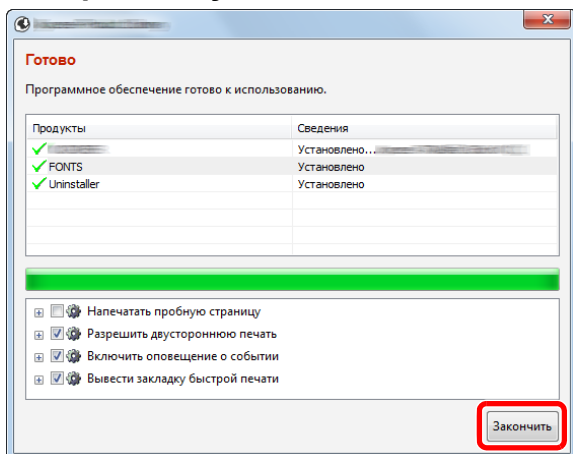 Готово
Программное обеспечение готово к использованию.
Продукты Сведения
Установлено...
FONTS Установлено
Uninstaller Установлено
Напечатать пробную страницу
Разрешить двустороннюю печать
Включить оповещение о событии
Вывести закладку быстрой печати
Закончить